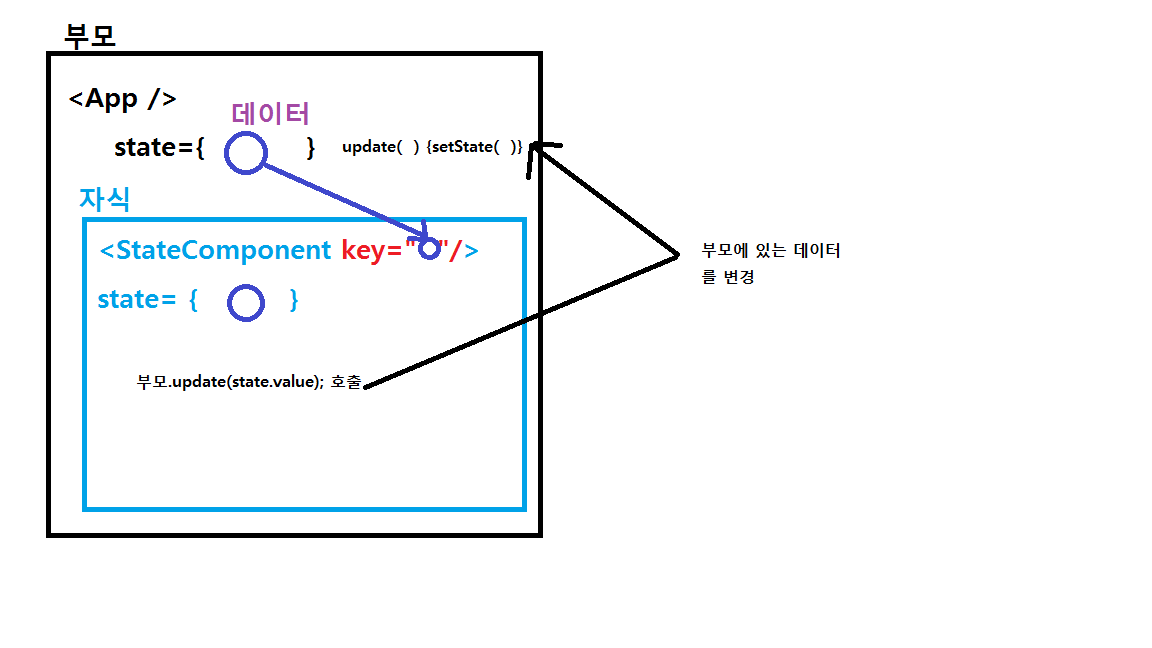 부모
<App />
데이터
state={ } update( ) {setState( )}
자식
<StateComponent key=" "/>
state= { }
부모에 있는 데이터
를 변경
부모.update(state.value); 호출